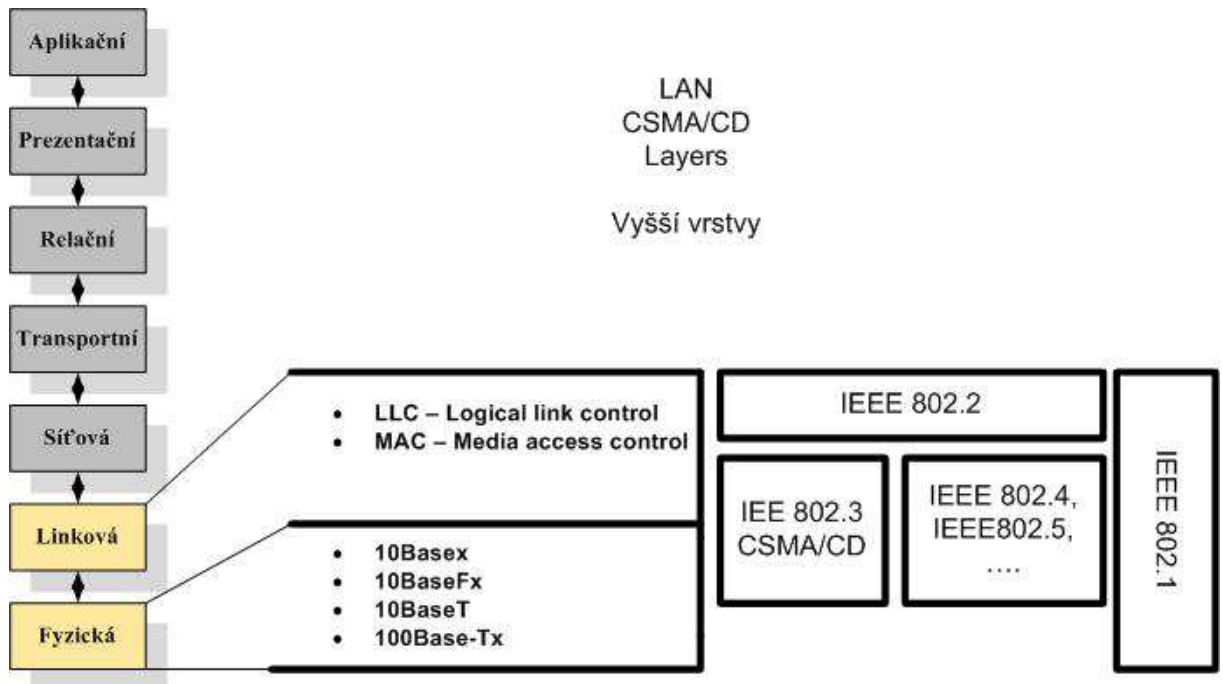 Aplikační
Prezentační
Relační
Transportní
Síťová
Linková
Fyzická
LAN
CSMA/CD
Layers
Vyšší vrstvy
• LLC – Logical link control
• MAC – Media access control
• 10Basex
• 10BaseFx
• 10BaseT
• 100Base-Tx
IEEE 802.2
IEE 802.3
CSMA/CD
IEEE 802.4,
IEEE802.5,
....
IEEE 802.1